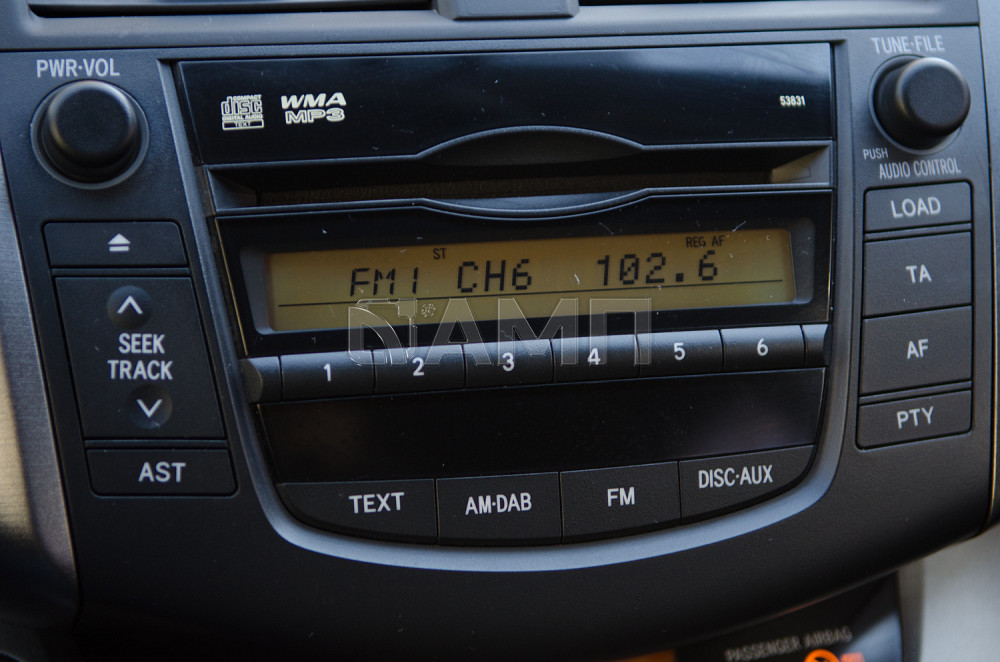 PWR·VOL
COMPACT
disc
DIGITAL AUDIO
TEXT
WMA
MP3
53831
TUNE·FILE
PUSH
AUDIO CONTROL
LOAD
TA
AF
PTY
ST
REG AF
FM1 CH6 102.6
ДАМП
1 2 3 4 5 6
SEEK
TRACK
AST
TEXT
AM·DAB
FM
DISC·AUX
PASSENGER AIRBAG